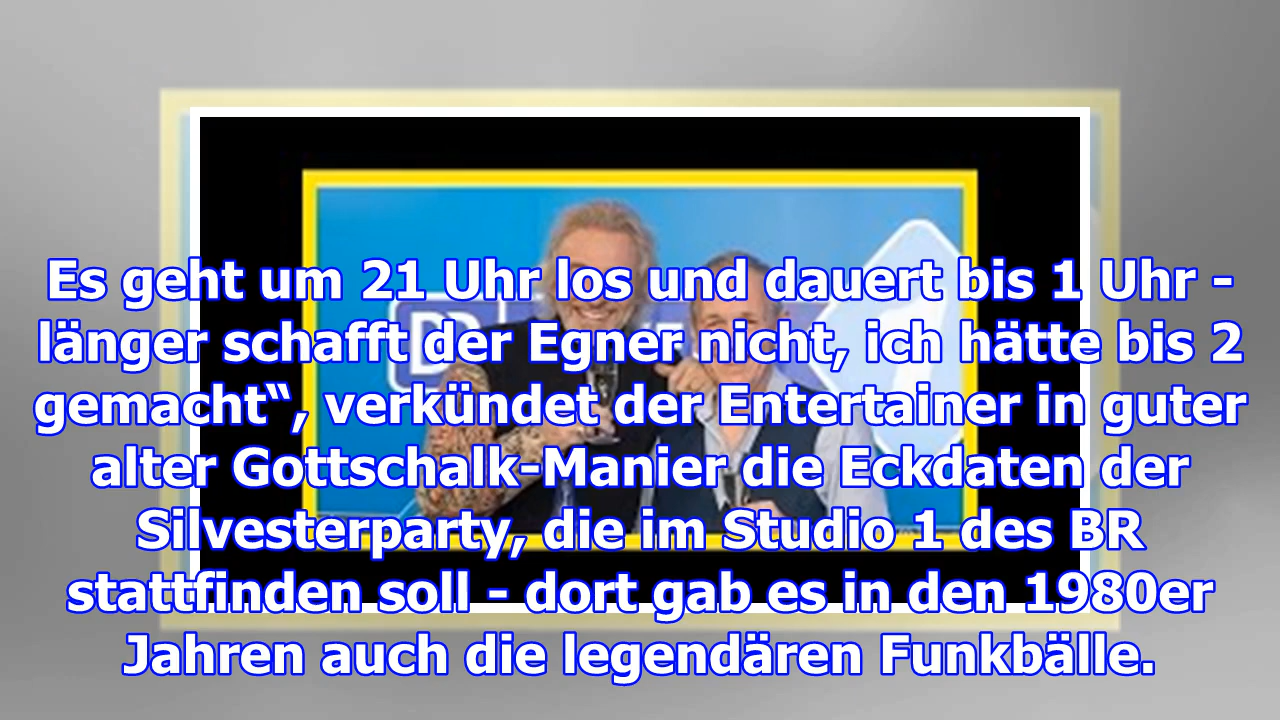 Es geht um 21 Uhr los und dauert bis 1 Uhr -
länger schafft der Egner nicht, ich hätte bis 2
gemacht“, verkündet der Entertainer in guter
alter Gottschalk-Manier die Eckdaten der
Silvesterparty, die im Studio 1 des BR
stattfinden soll - dort gab es in den 1980er
Jahren auch die legendären Funkbälle.